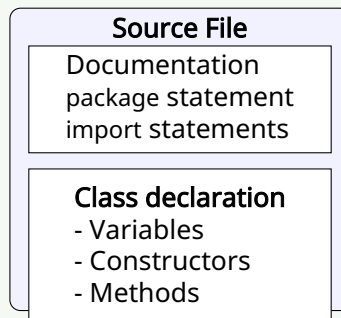 Source File
Documentation
package statement
import statements
Class declaration
- Variables
- Constructors
- Methods